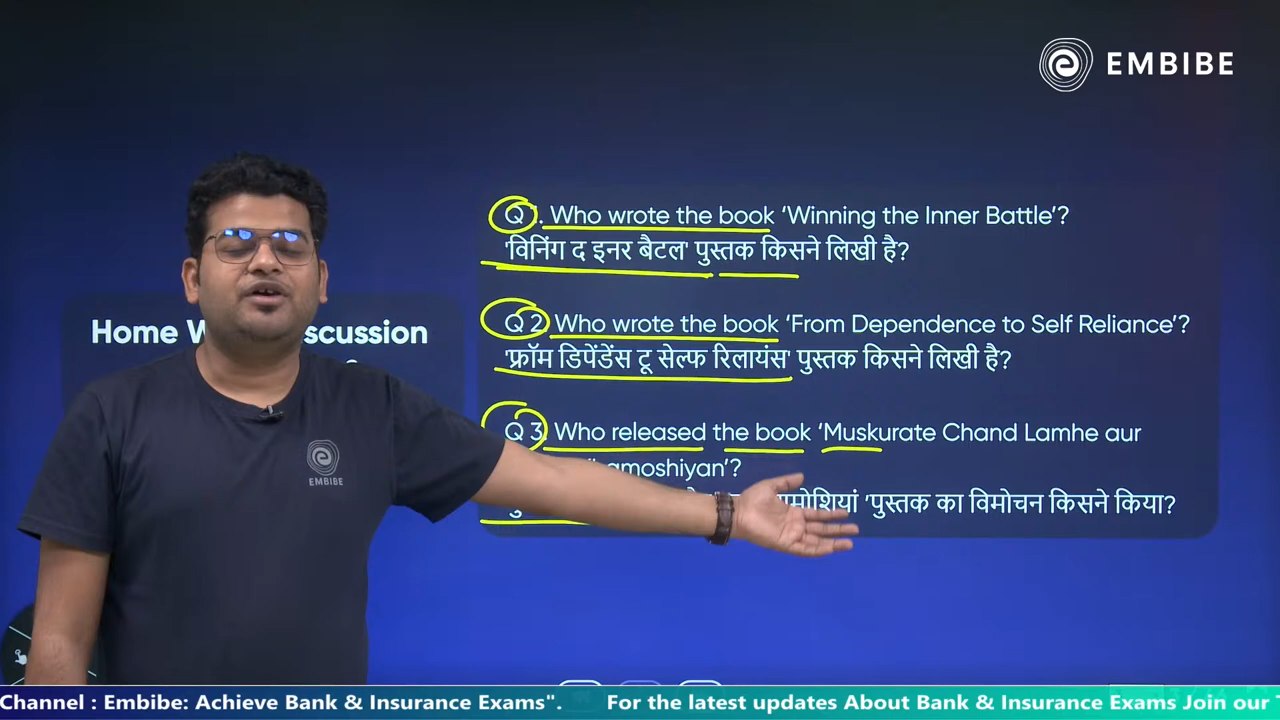 EMBIBE
Q . Who wrote the book ‘Winning the Inner Battle’?
'विनिंग द इनर बैटल' पुस्तक किसने लिखी है?
Q 2 Who wrote the book ‘From Dependence to Self Reliance’?
'फ्रॉम डिपेंडेंस टू सेल्फ रिलायंस' पुस्तक किसने लिखी है?
Q 3 Who released the book ‘Muskurate Chand Lamhe aur
amoshiyan’?
मोशियां 'पुस्तक का विमोचन किसने किया?
Home W scussion
EMBIBE
Channel : Embibe: Achieve Bank & Insurance Exams". For the latest updates About Bank & Insurance Exams Join our